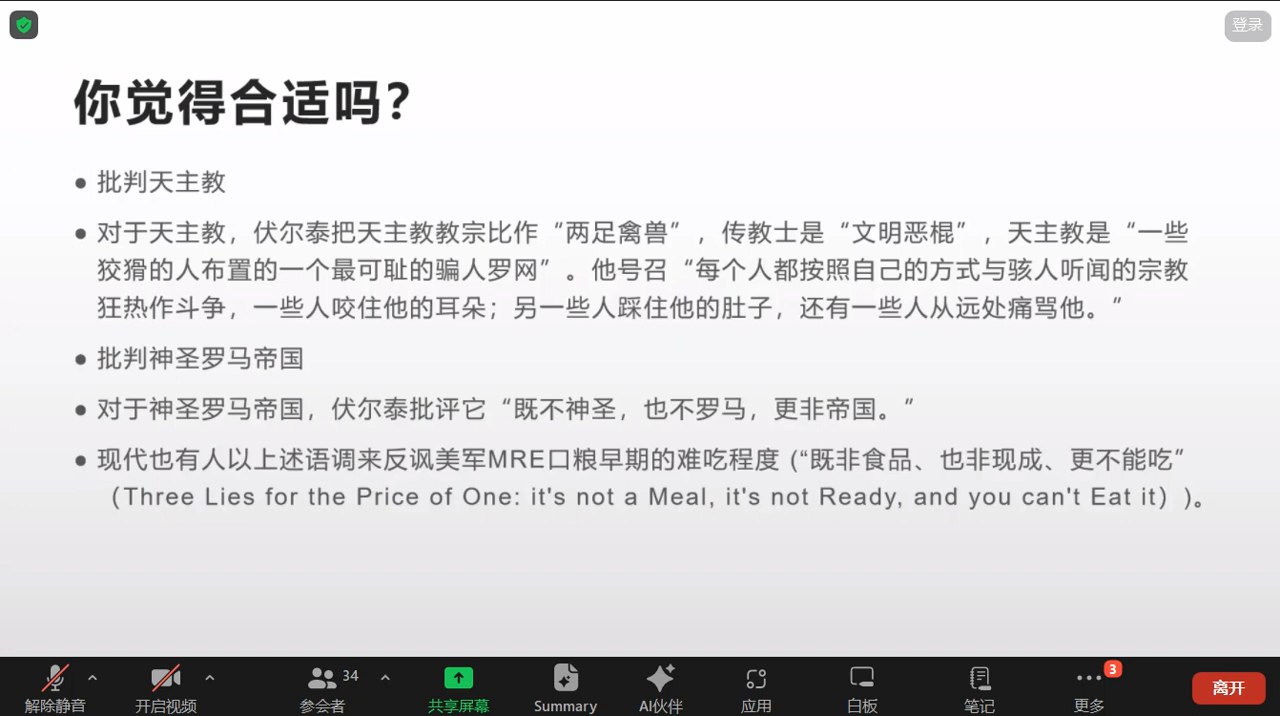 登录
你觉得合适吗？
● 批判天主教
● 对于天主教，伏尔泰把天主教教宗比作“两足禽兽”，传教士是“文明恶棍”，天主教是“一些
狡猾的人布置的一个最可耻的骗人罗网”。他号召“每个人都按照自己的方式与骇人听闻的宗教
狂热作斗争，一些人咬住他的耳朵；另一些人踩住他的肚子，还有一些人从远处痛骂他。”
● 批判神圣罗马帝国
● 对于神圣罗马帝国，伏尔泰批评它“既不神圣，也不罗马，更非帝国。”
● 现代也有人以上述语调来反讽美军MRE口粮早期的难吃程度 (“既非食品、也非现成、更不能吃”
（Three Lies for the Price of One: it's not a Meal, it's not Ready, and you can't Eat it）)。
解除静音
开启视频
34
参会者
共享屏幕
Summary
AI伙伴
应用
白板
笔记
3
更多
离开